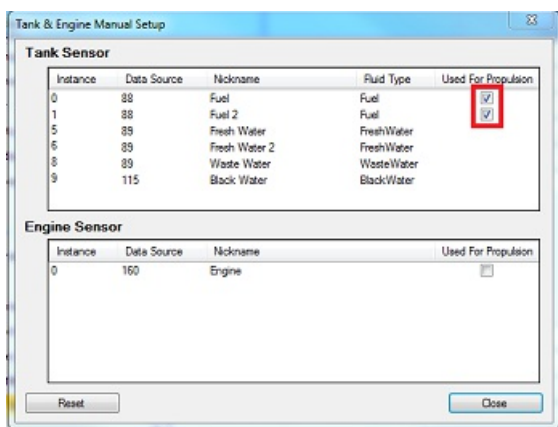 Tank & Engine Manual Setup
Tank Sensor
Instance Data Source Nickname Fluid Type Used For Propulsion
0 88 Fuel Fuel
1 88 Fuel 2 Fuel
5 89 Fresh Water FreshWater
6 89 Fresh Water 2 FreshWater
8 89 Waste Water WasteWater
9 115 Black Water BlackWater
Engine Sensor
Instance Data Source Nickname Used For Propulsion
0 160 Engine
Reset Close